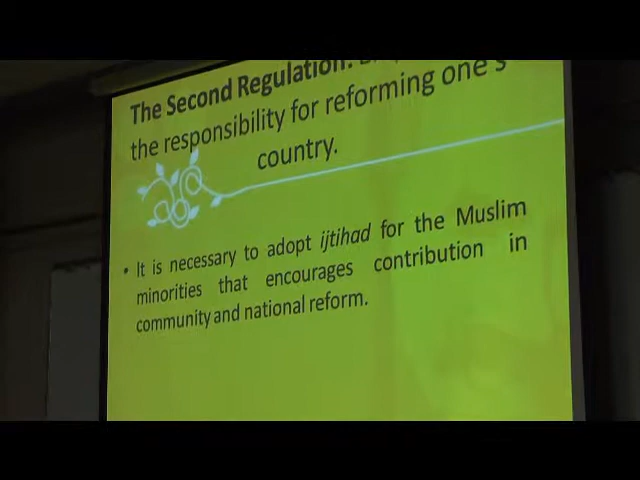 The Second Regulation:
the responsibility for reforming one's
country.
• It is necessary to adopt ijtihad for the Muslim
minorities that encourages contribution in
community and national reform.